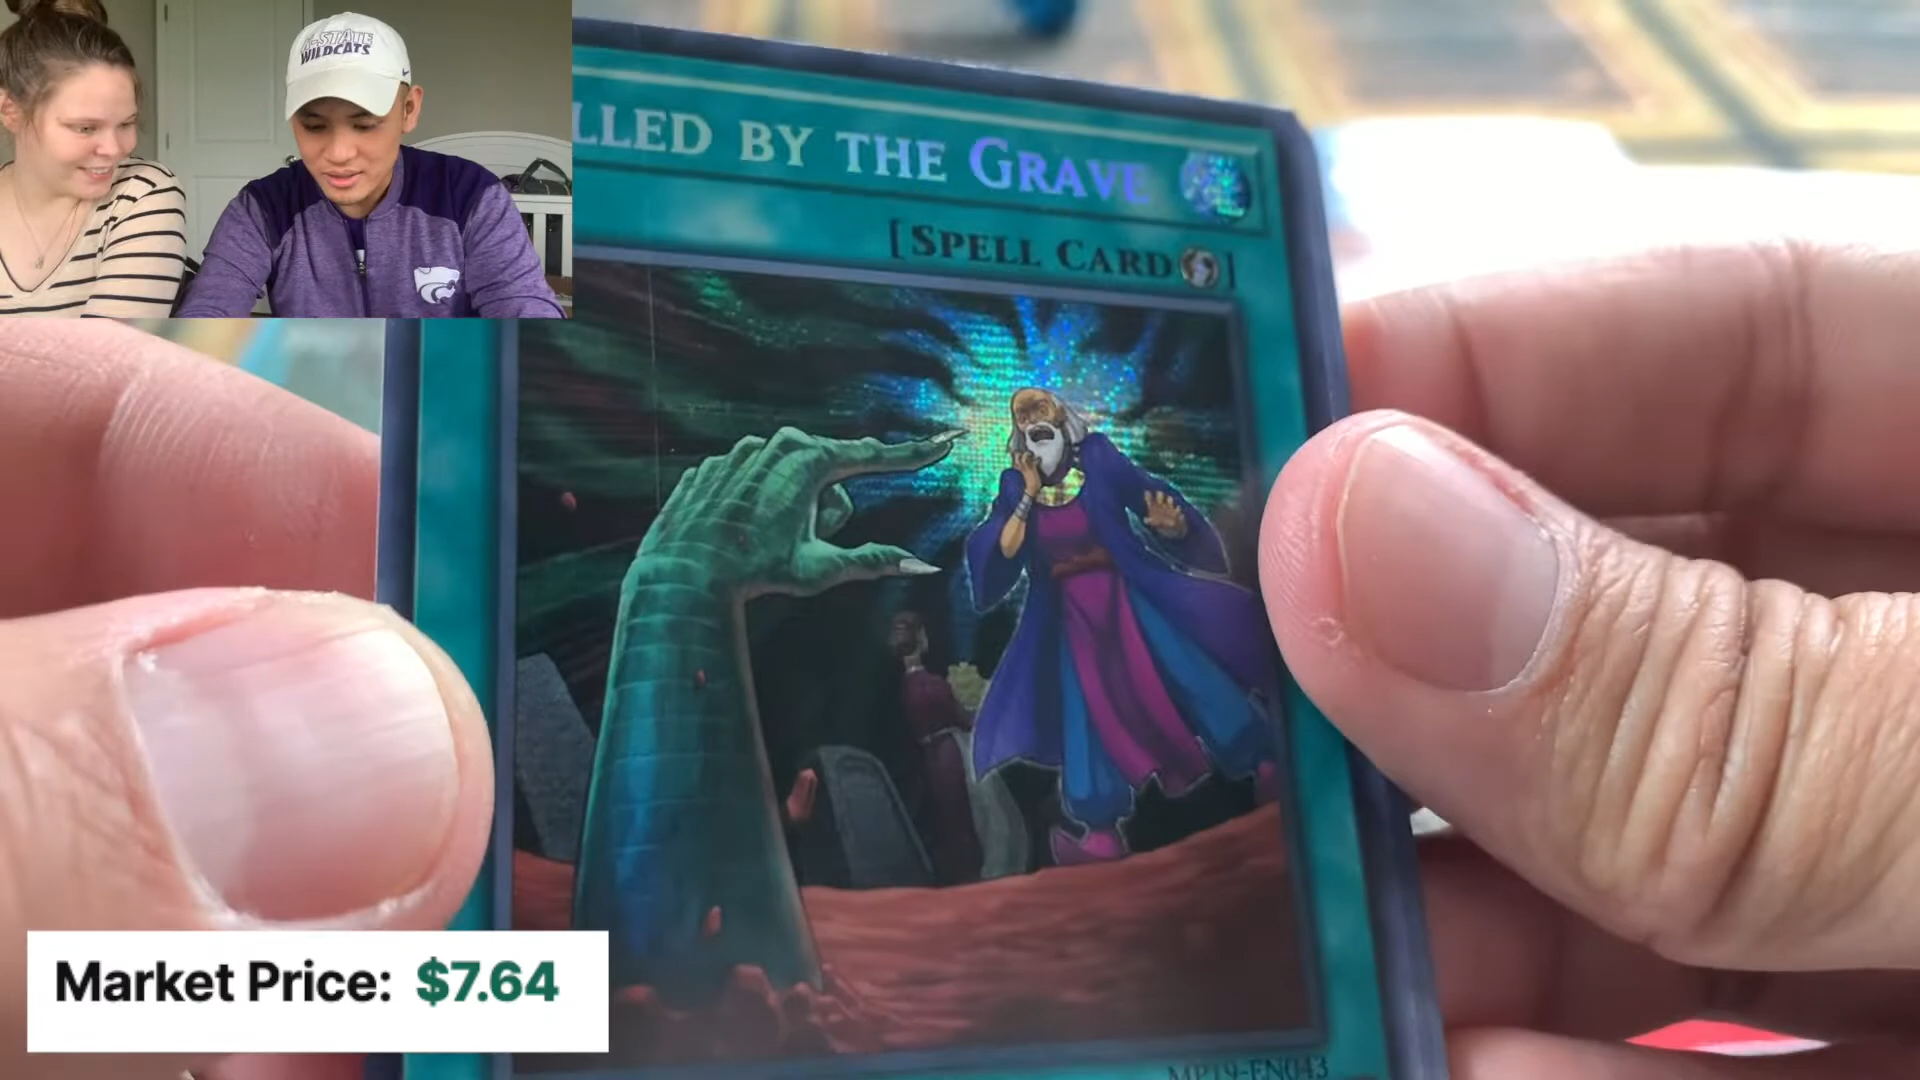 K-STATE
WILDCATS
LLED BY THE GRAVE
[SPELL CARD]
MP19-EN043
Market Price: $7.64